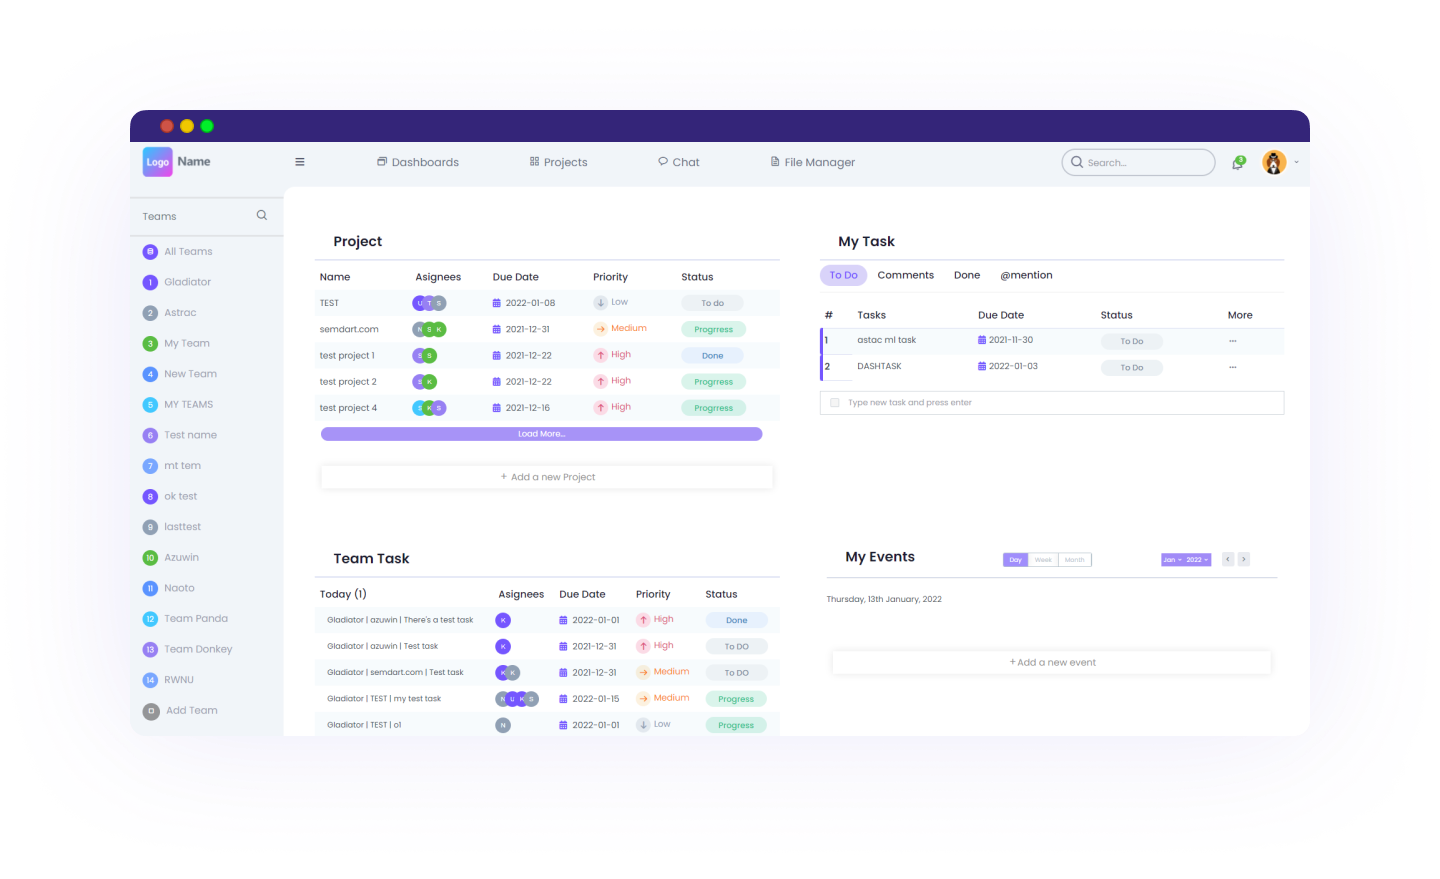 Logo Name
Dashboards Projects Chat File Manager Search... 3
Teams
All Teams
1 Gladiator
2 Astrac
3 My Team
4 New Team
5 MY TEAMS
6 Test name
7 mt tem
8 ok test
9 lasttest
10 Azuwin
11 Naoto
12 Team Panda
13 Team Donkey
14 RWNU
Add Team
Project
Name Asignees Due Date Priority Status
TEST U T S 2022-01-08 Low To do
semdart.com N S K 2021-12-31 Medium Progrress
test project 1 S S 2021-12-22 High Done
test project 2 S K 2021-12-22 High Progrress
test project 4 S K S 2021-12-16 High Progrress
Load More...
+ Add a new Project
My Task
To Do Comments Done @mention
# Tasks Due Date Status More
1 astac ml task 2021-11-30 To Do ...
2 DASHTASK 2022-01-03 To Do ...
Type new task and press enter
Team Task
Today (1) Asignees Due Date Priority Status
Gladiator | azuwin | There's a test task K 2022-01-01 High Done
Gladiator | azuwin | Test task K 2021-12-31 High To DO
Gladiator | semdart.com | Test task K K 2021-12-31 Medium To DO
Gladiator | TEST | my test task N U K S 2022-01-15 Medium Progress
Gladiator | TEST | o1 N 2022-01-01 Low Progress
My Events
Day Week Month Jan 2022 < >
Thursday, 13th January, 2022
+ Add a new event